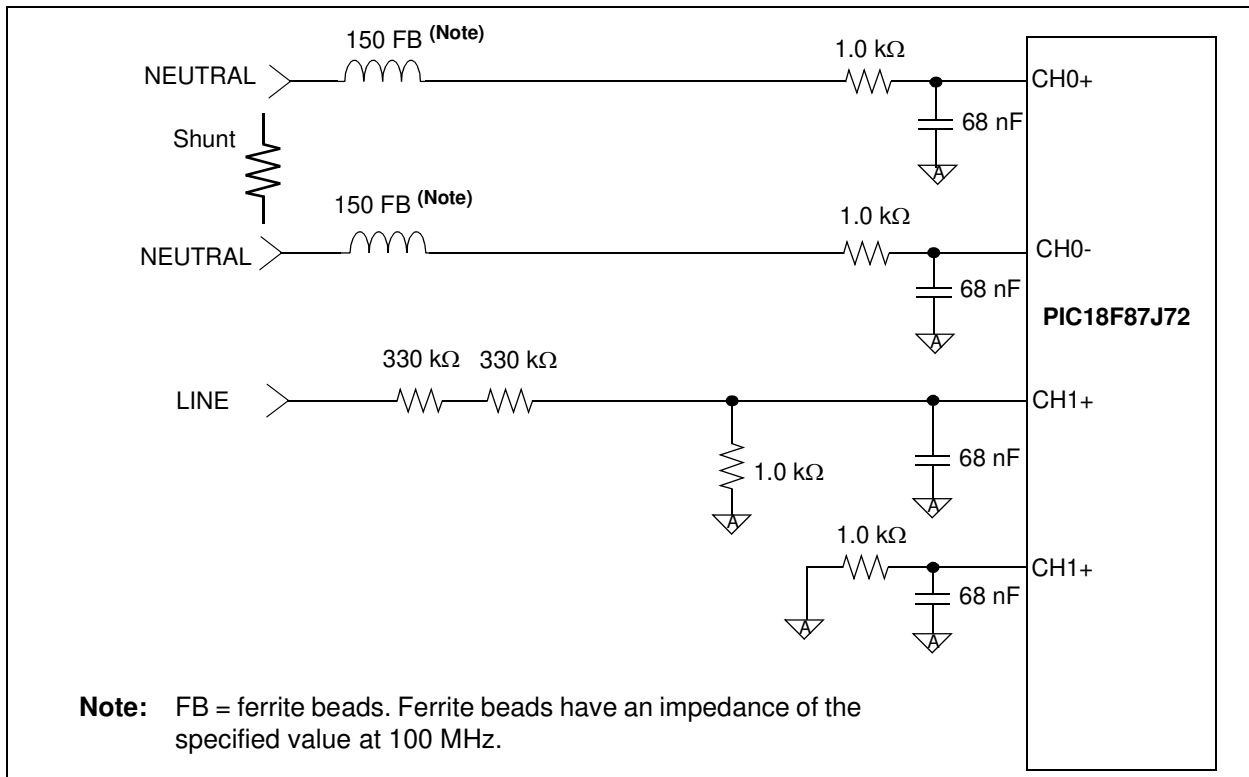 150 FB (Note)
1.0 kΩ
NEUTRAL
CH0+
68 nF
A
Shunt
150 FB (Note)
1.0 kΩ
NEUTRAL
CH0-
68 nF
A
PIC18F87J72
330 kΩ 330 kΩ
LINE
CH1+
68 nF
1.0 kΩ
A
A
1.0 kΩ
CH1+
68 nF
A
A
Note: FB = ferrite beads. Ferrite beads have an impedance of the
specified value at 100 MHz.